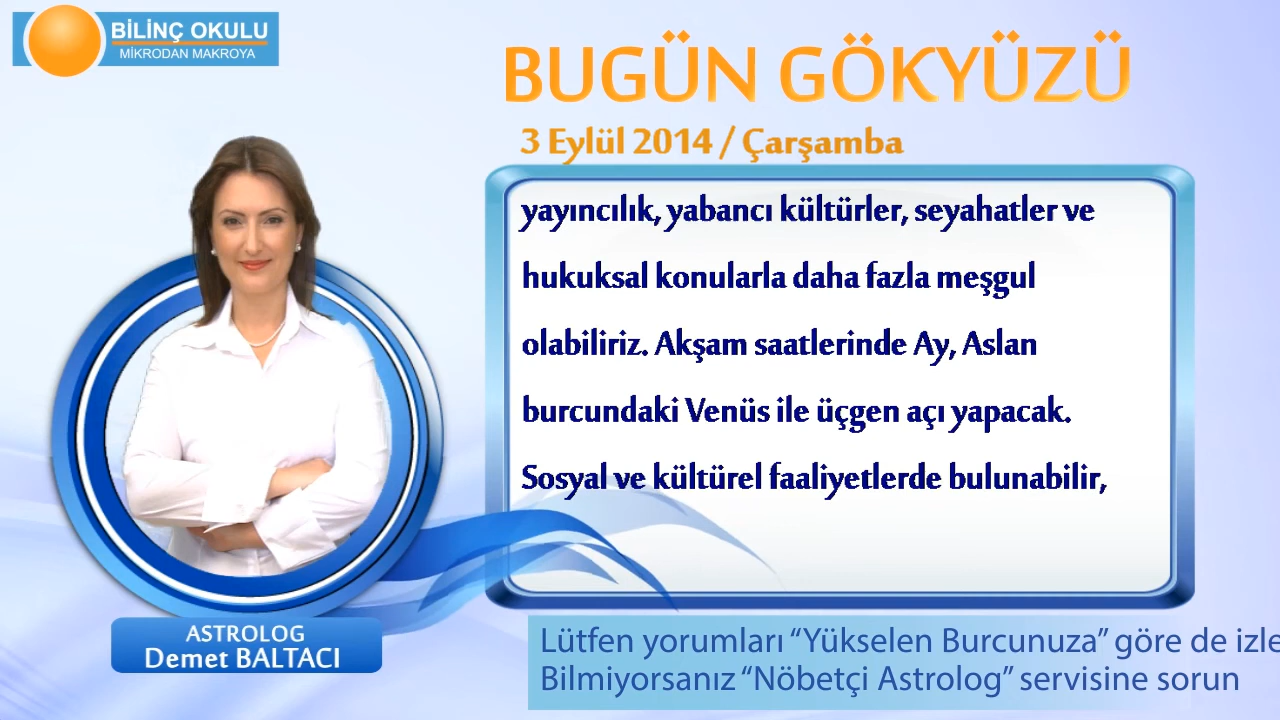 BİLİNÇ OKULU
MİKRODAN MAKROYA
BUGÜN GÖKYÜZÜ
3 Eylül 2014 / Çarşamba
yayıncılık, yabancı kültürler, seyahatler ve
hukuksal konularla daha fazla meşgul
olabiliriz. Akşam saatlerinde Ay, Aslan
burcundaki Venüs ile üçgen açı yapacak.
Sosyal ve kültürel faaliyetlerde bulunabilir,
ASTROLOG
Demet BALTACI
Lütfen yorumları “Yükselen Burcunuza” göre de izle
Bilmiyorsanız “Nöbetçi Astrolog” servisine sorun